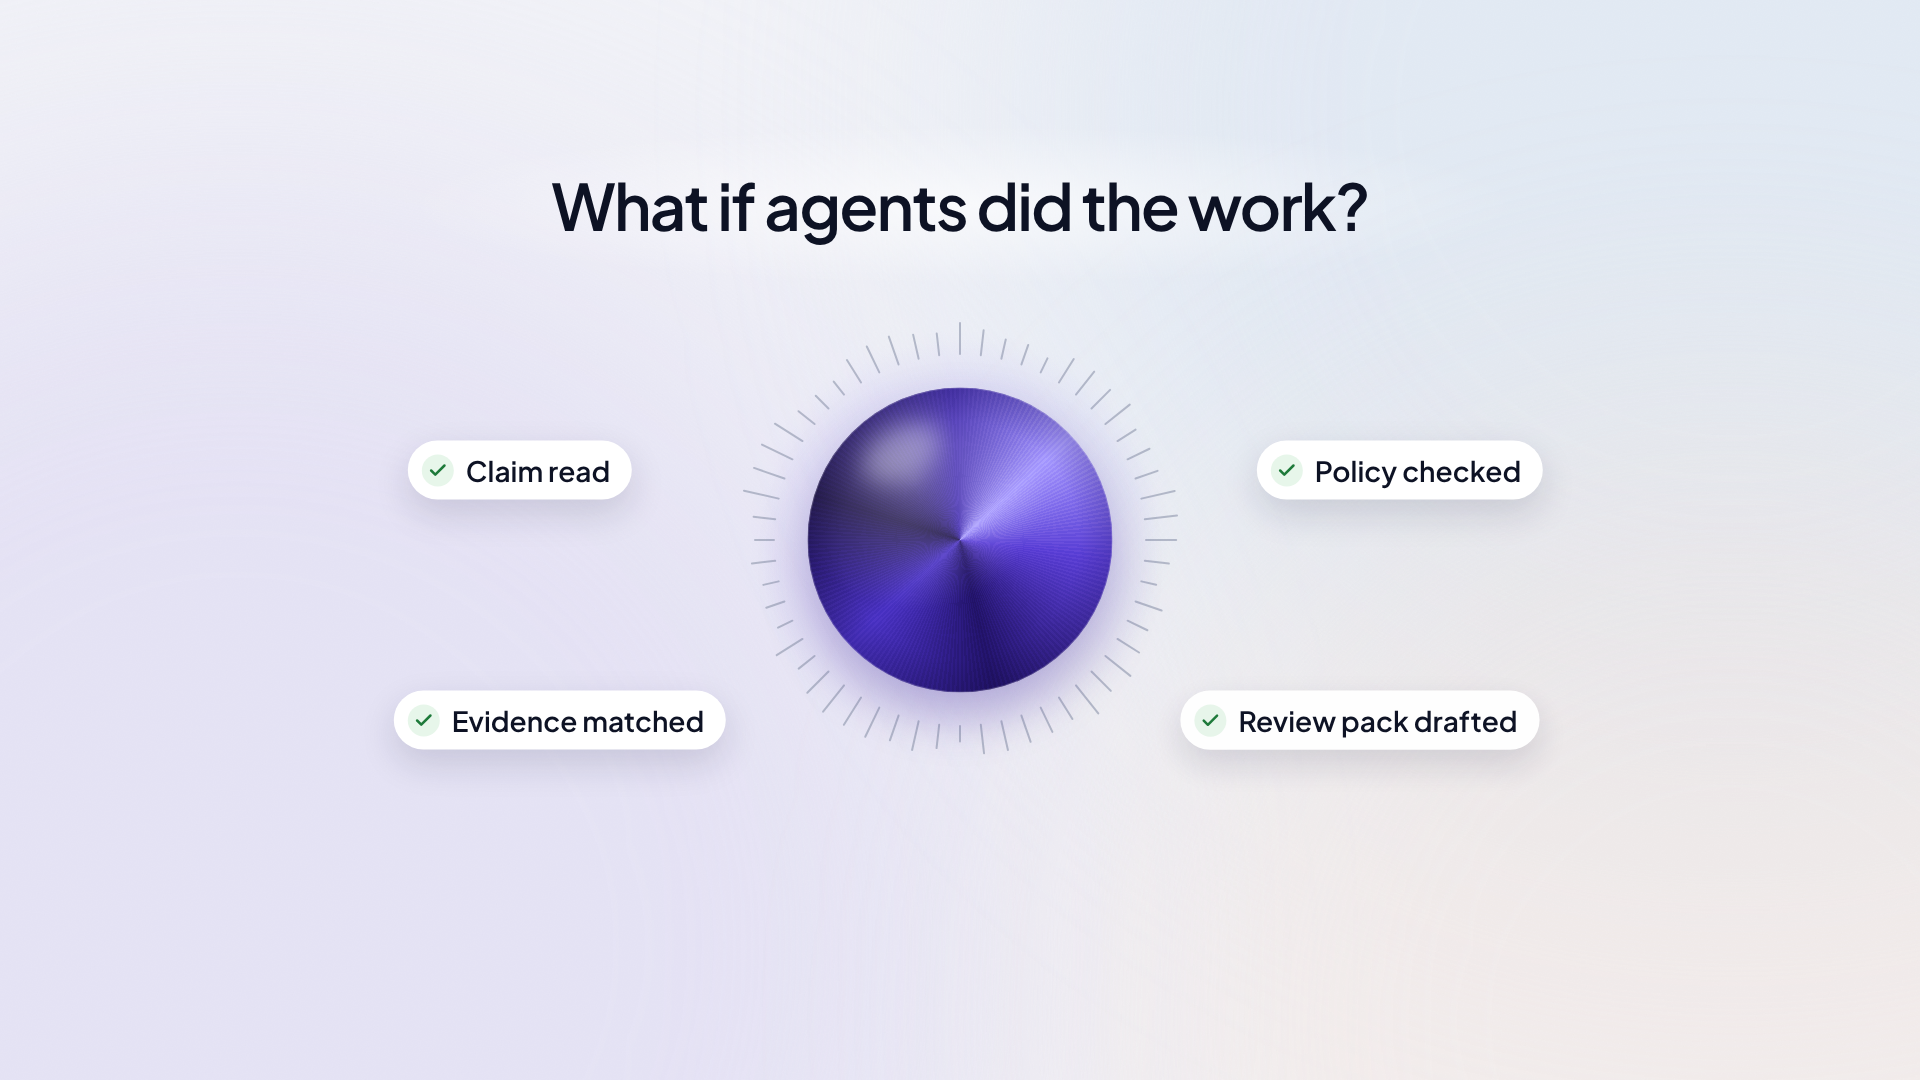 What if agents did the work?
Claim read
Policy checked
Evidence matched
Review pack drafted